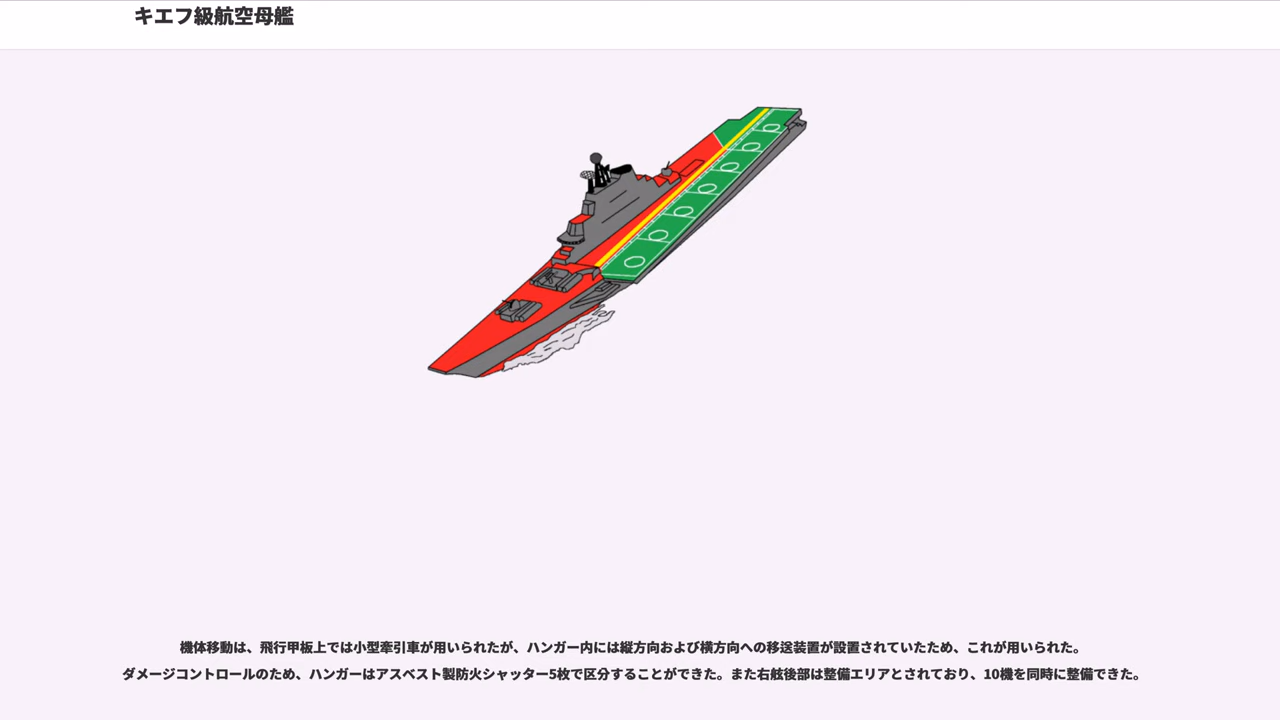 キエフ級航空母艦
機体移動は、飛行甲板上では小型牽引車が用いられたが、ハンガー内には縦方向および横方向への移送装置が設置されていたため、これが用いられた。
ダメージコントロールのため、ハンガーはアスベスト製防火シャッター5枚で区分することができた。また右舷後部は整備エリアとされており、10機を同時に整備できた。